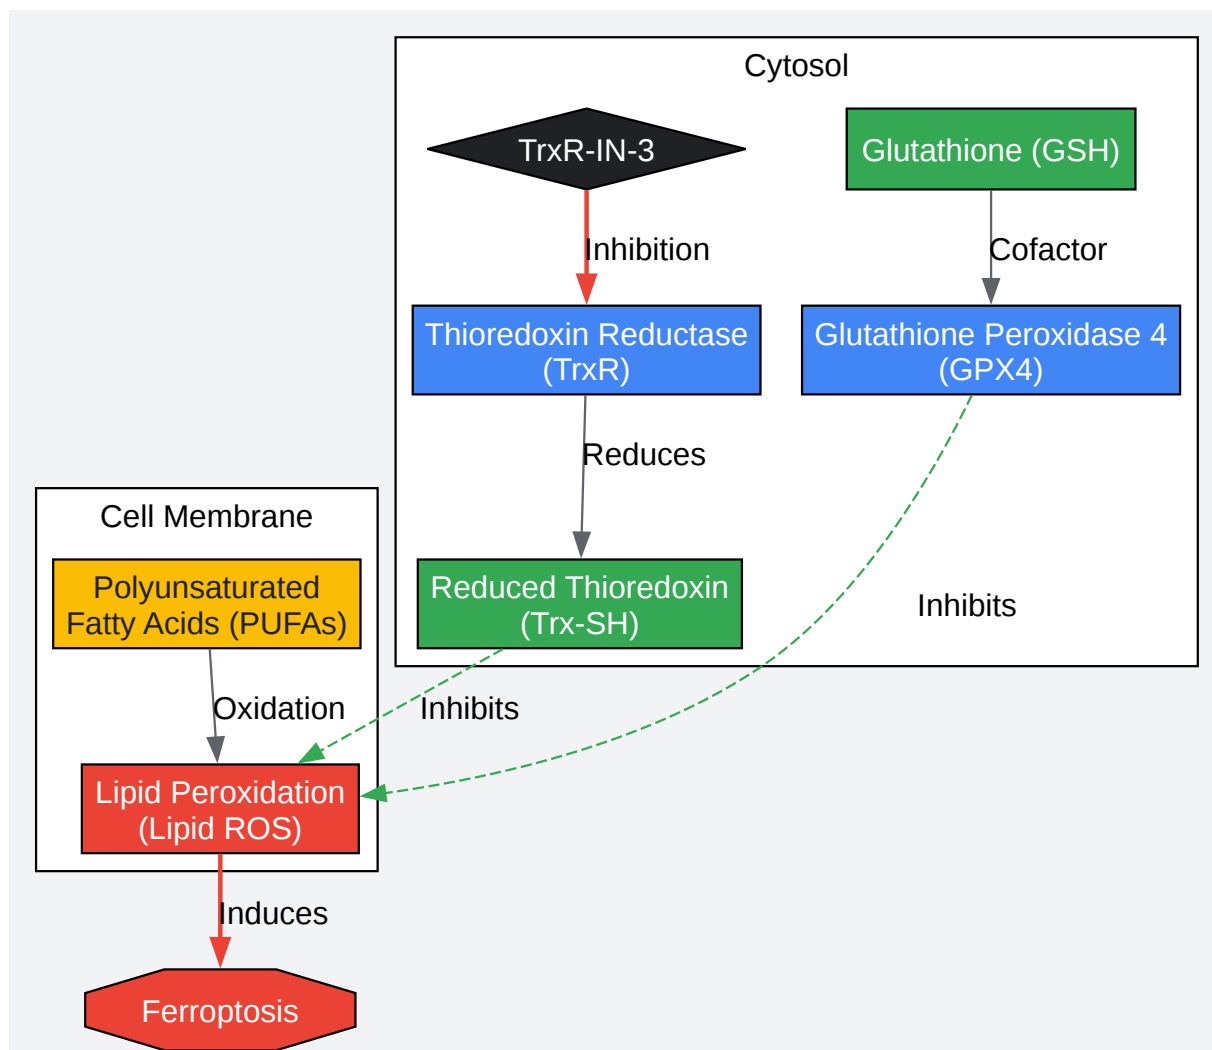 Cytosol
TrxR-IN-3
Glutathione (GSH)
Inhibition
Cofactor
Thioredoxin Reductase
(TrxR)
Glutathione Peroxidase 4
(GPX4)
Reduces
Cell Membrane
Polyunsaturated
Fatty Acids (PUFAs)
Reduced Thioredoxin
(Trx-SH)
Inhibits
Oxidation
Inhibits
Lipid Peroxidation
(Lipid ROS)
Induces
Ferroptosis